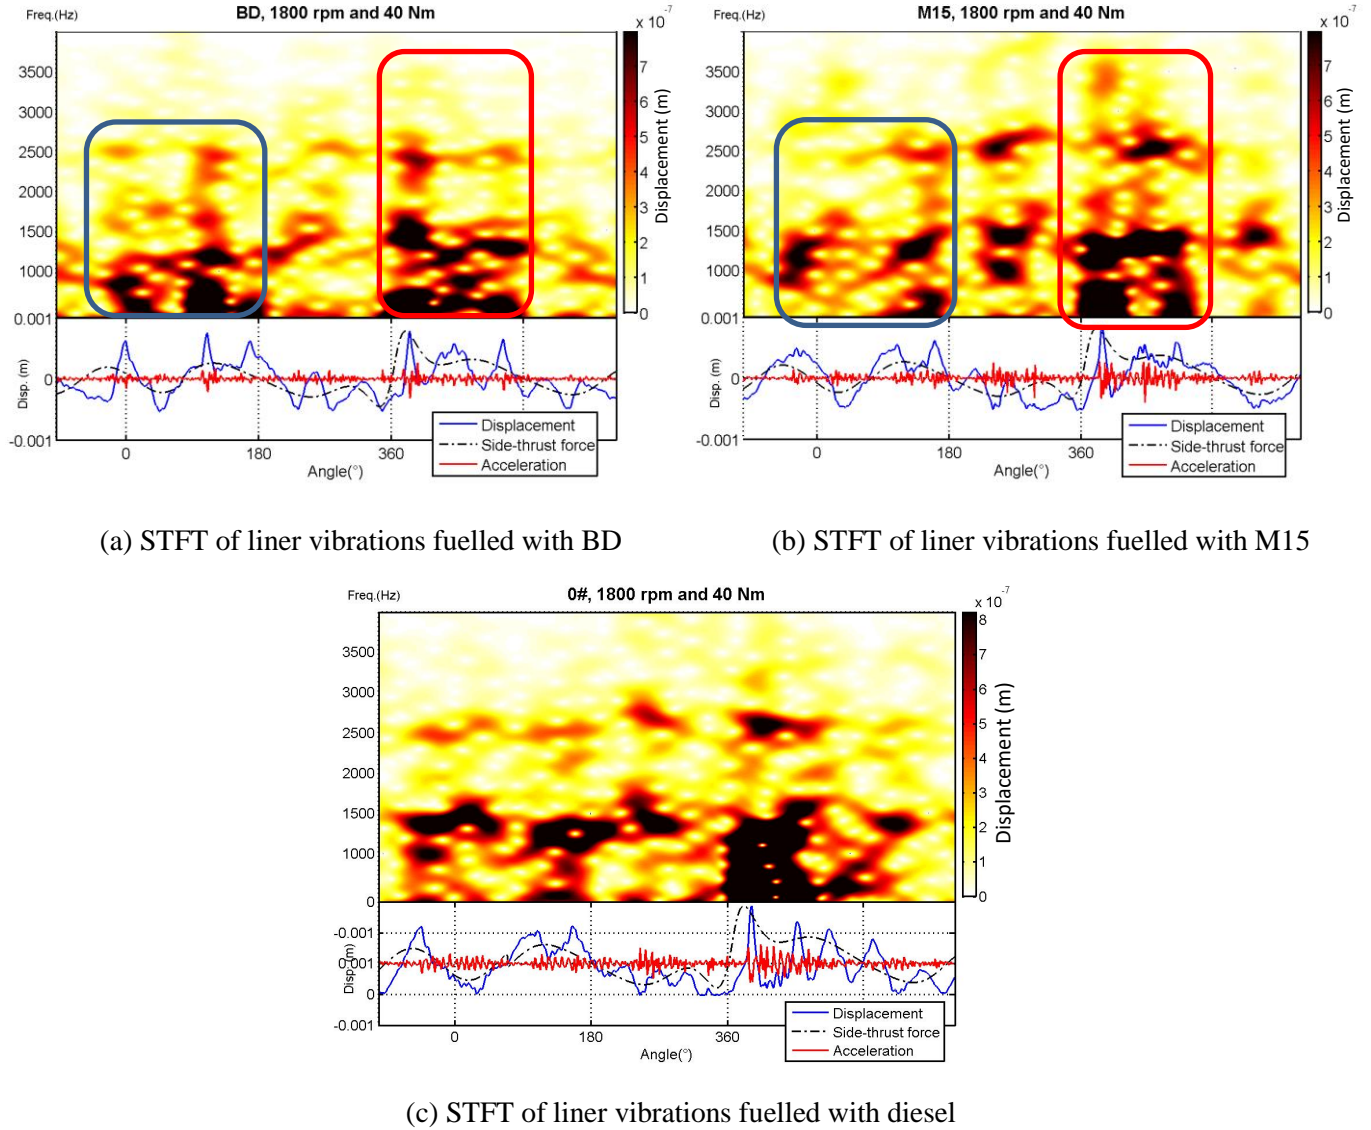 Freq.(Hz)
BD, 1800 rpm and 40 Nm
x 10^-7
3500
3000
2500
2000
1500
1000
0.001
0
-0.001
Disp. (m)
7
6
5
4
3
2
1
0
Displacement (m)
0
180
360
Angle(°)
Displacement
Side-thrust force
Acceleration
Freq.(Hz)
M15, 1800 rpm and 40 Nm
x 10^-7
3500
3000
2500
2000
1500
1000
0.001
0
-0.001
Disp. (m)
7
6
5
4
3
2
1
0
Displacement (m)
0
180
360
Angle(°)
Displacement
Side-thrust force
Acceleration
(a) STFT of liner vibrations fuelled with BD
(b) STFT of liner vibrations fuelled with M15
Freq.(Hz)
0#, 1800 rpm and 40 Nm
x 10^-7
3500
3000
2500
2000
1500
1000
0
-0.001
0.001
0
-0.001
Disp. (m)
8
7
6
5
4
3
2
1
0
Displacement (m)
0
180
360
Angle(°)
Displacement
Side-thrust force
Acceleration
(c) STFT of liner vibrations fuelled with diesel